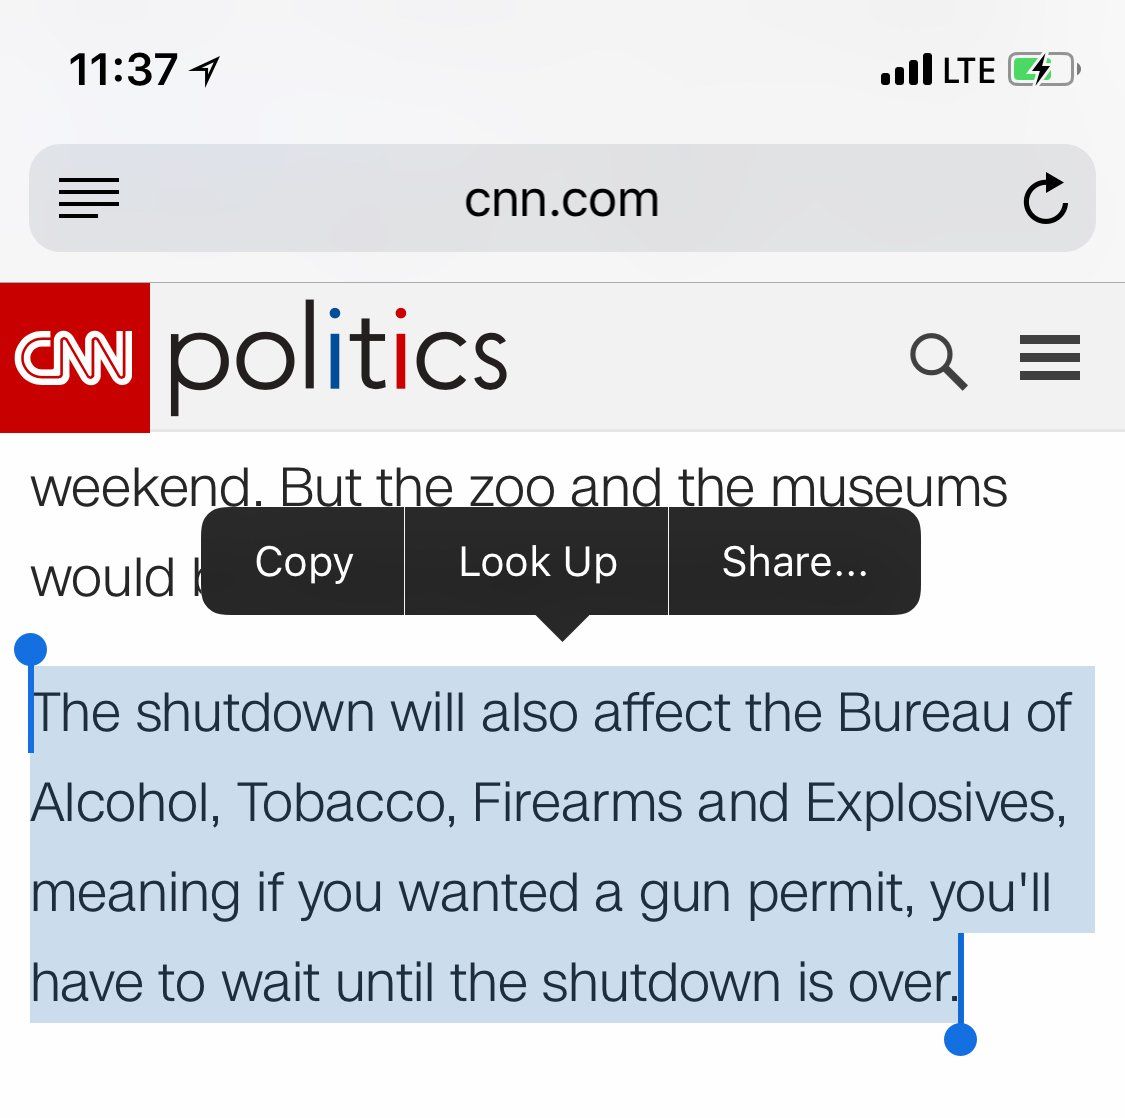 11:37 LTE
cnn.com
CNN politics
weekend. But the zoo and the museums
would
Copy Look Up Share...
The shutdown will also affect the Bureau of
Alcohol, Tobacco, Firearms and Explosives,
meaning if you wanted a gun permit, you'll
have to wait until the shutdown is over.